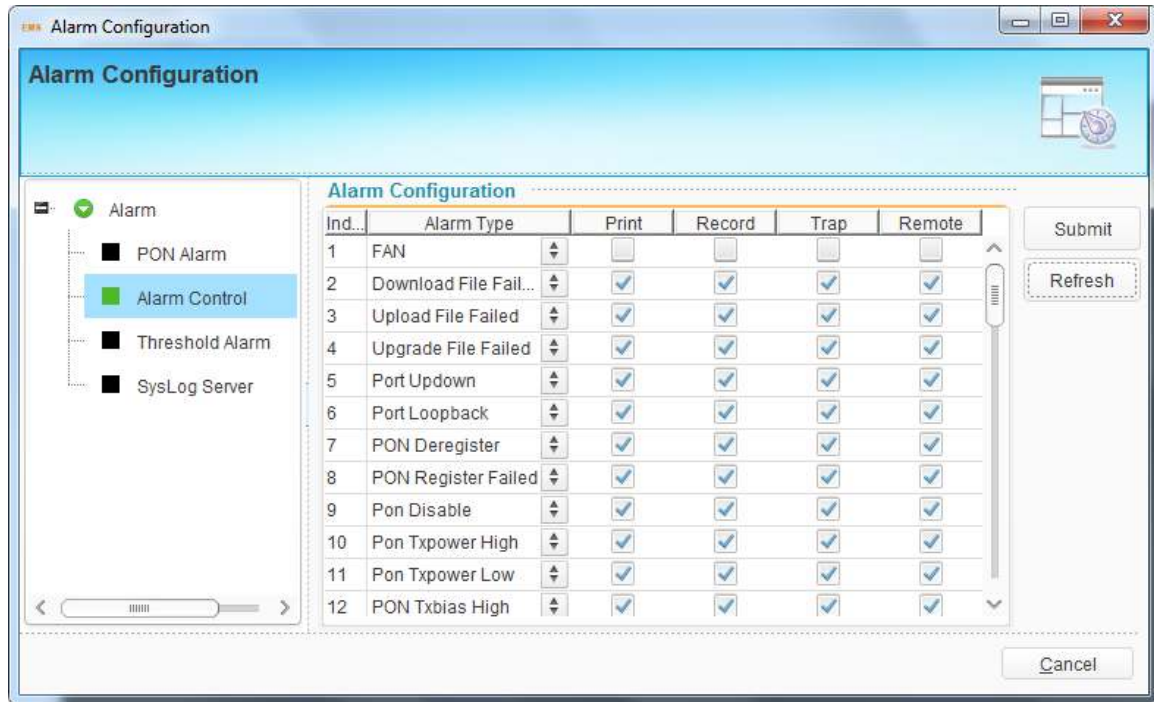 EMS Alarm Configuration
Alarm Configuration
Alarm
PON Alarm
Alarm Control
Threshold Alarm
SysLog Server
Alarm Configuration
Ind... Alarm Type Print Record Trap Remote
1 FAN
2 Download File Fail...
3 Upload File Failed
4 Upgrade File Failed
5 Port Updown
6 Port Loopback
7 PON Deregister
8 PON Register Failed
9 Pon Disable
10 Pon Txpower High
11 Pon Txpower Low
12 PON Txbias High
Submit
Refresh
Cancel